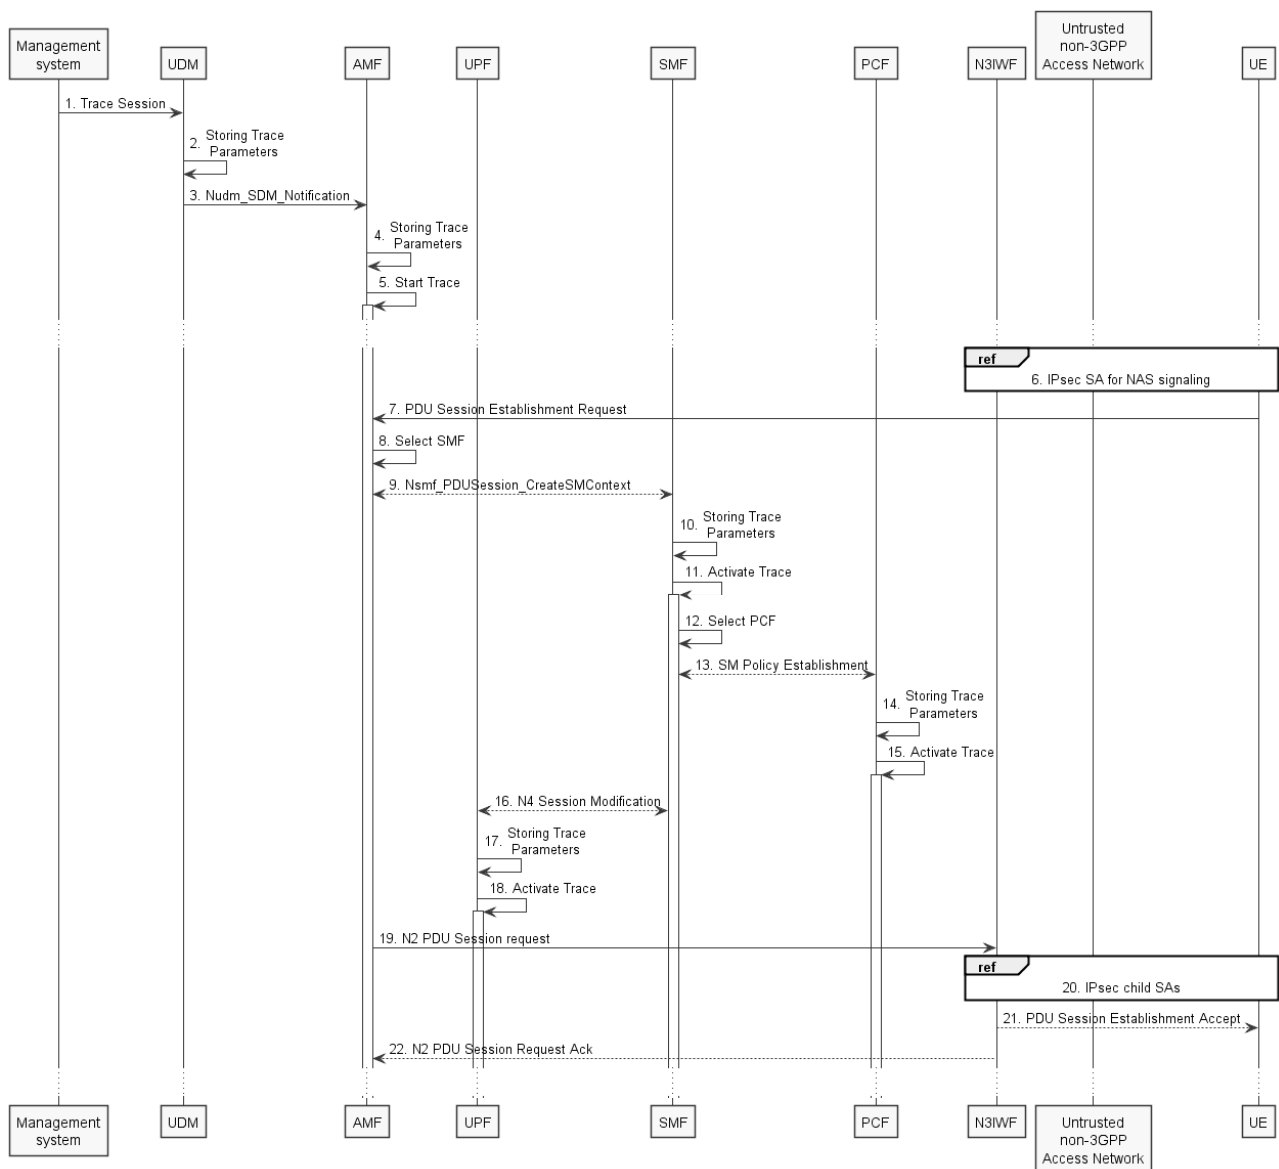 Management
system
UDM
AMF
UPF
SMF
PCF
N3IWF
Untrusted
non-3GPP
Access Network
UE
1. Trace Session
2. Storing Trace
Parameters
3. Nudm_SDM_Notification
4. Storing Trace
Parameters
5. Start Trace
ref
6. IPsec SA for NAS signaling
7. PDU Session Establishment Request
8. Select SMF
9. Nsmf_PDUSession_CreateSMContext
10. Storing Trace
Parameters
11. Activate Trace
12. Select PCF
13. SM Policy Establishment
14. Storing Trace
Parameters
15. Activate Trace
16. N4 Session Modification
17. Storing Trace
Parameters
18. Activate Trace
19. N2 PDU Session request
ref
20. IPsec child SAs
21. PDU Session Establishment Accept
22. N2 PDU Session Request Ack
Management
system
UDM
AMF
UPF
SMF
PCF
N3IWF
Untrusted
non-3GPP
Access Network
UE